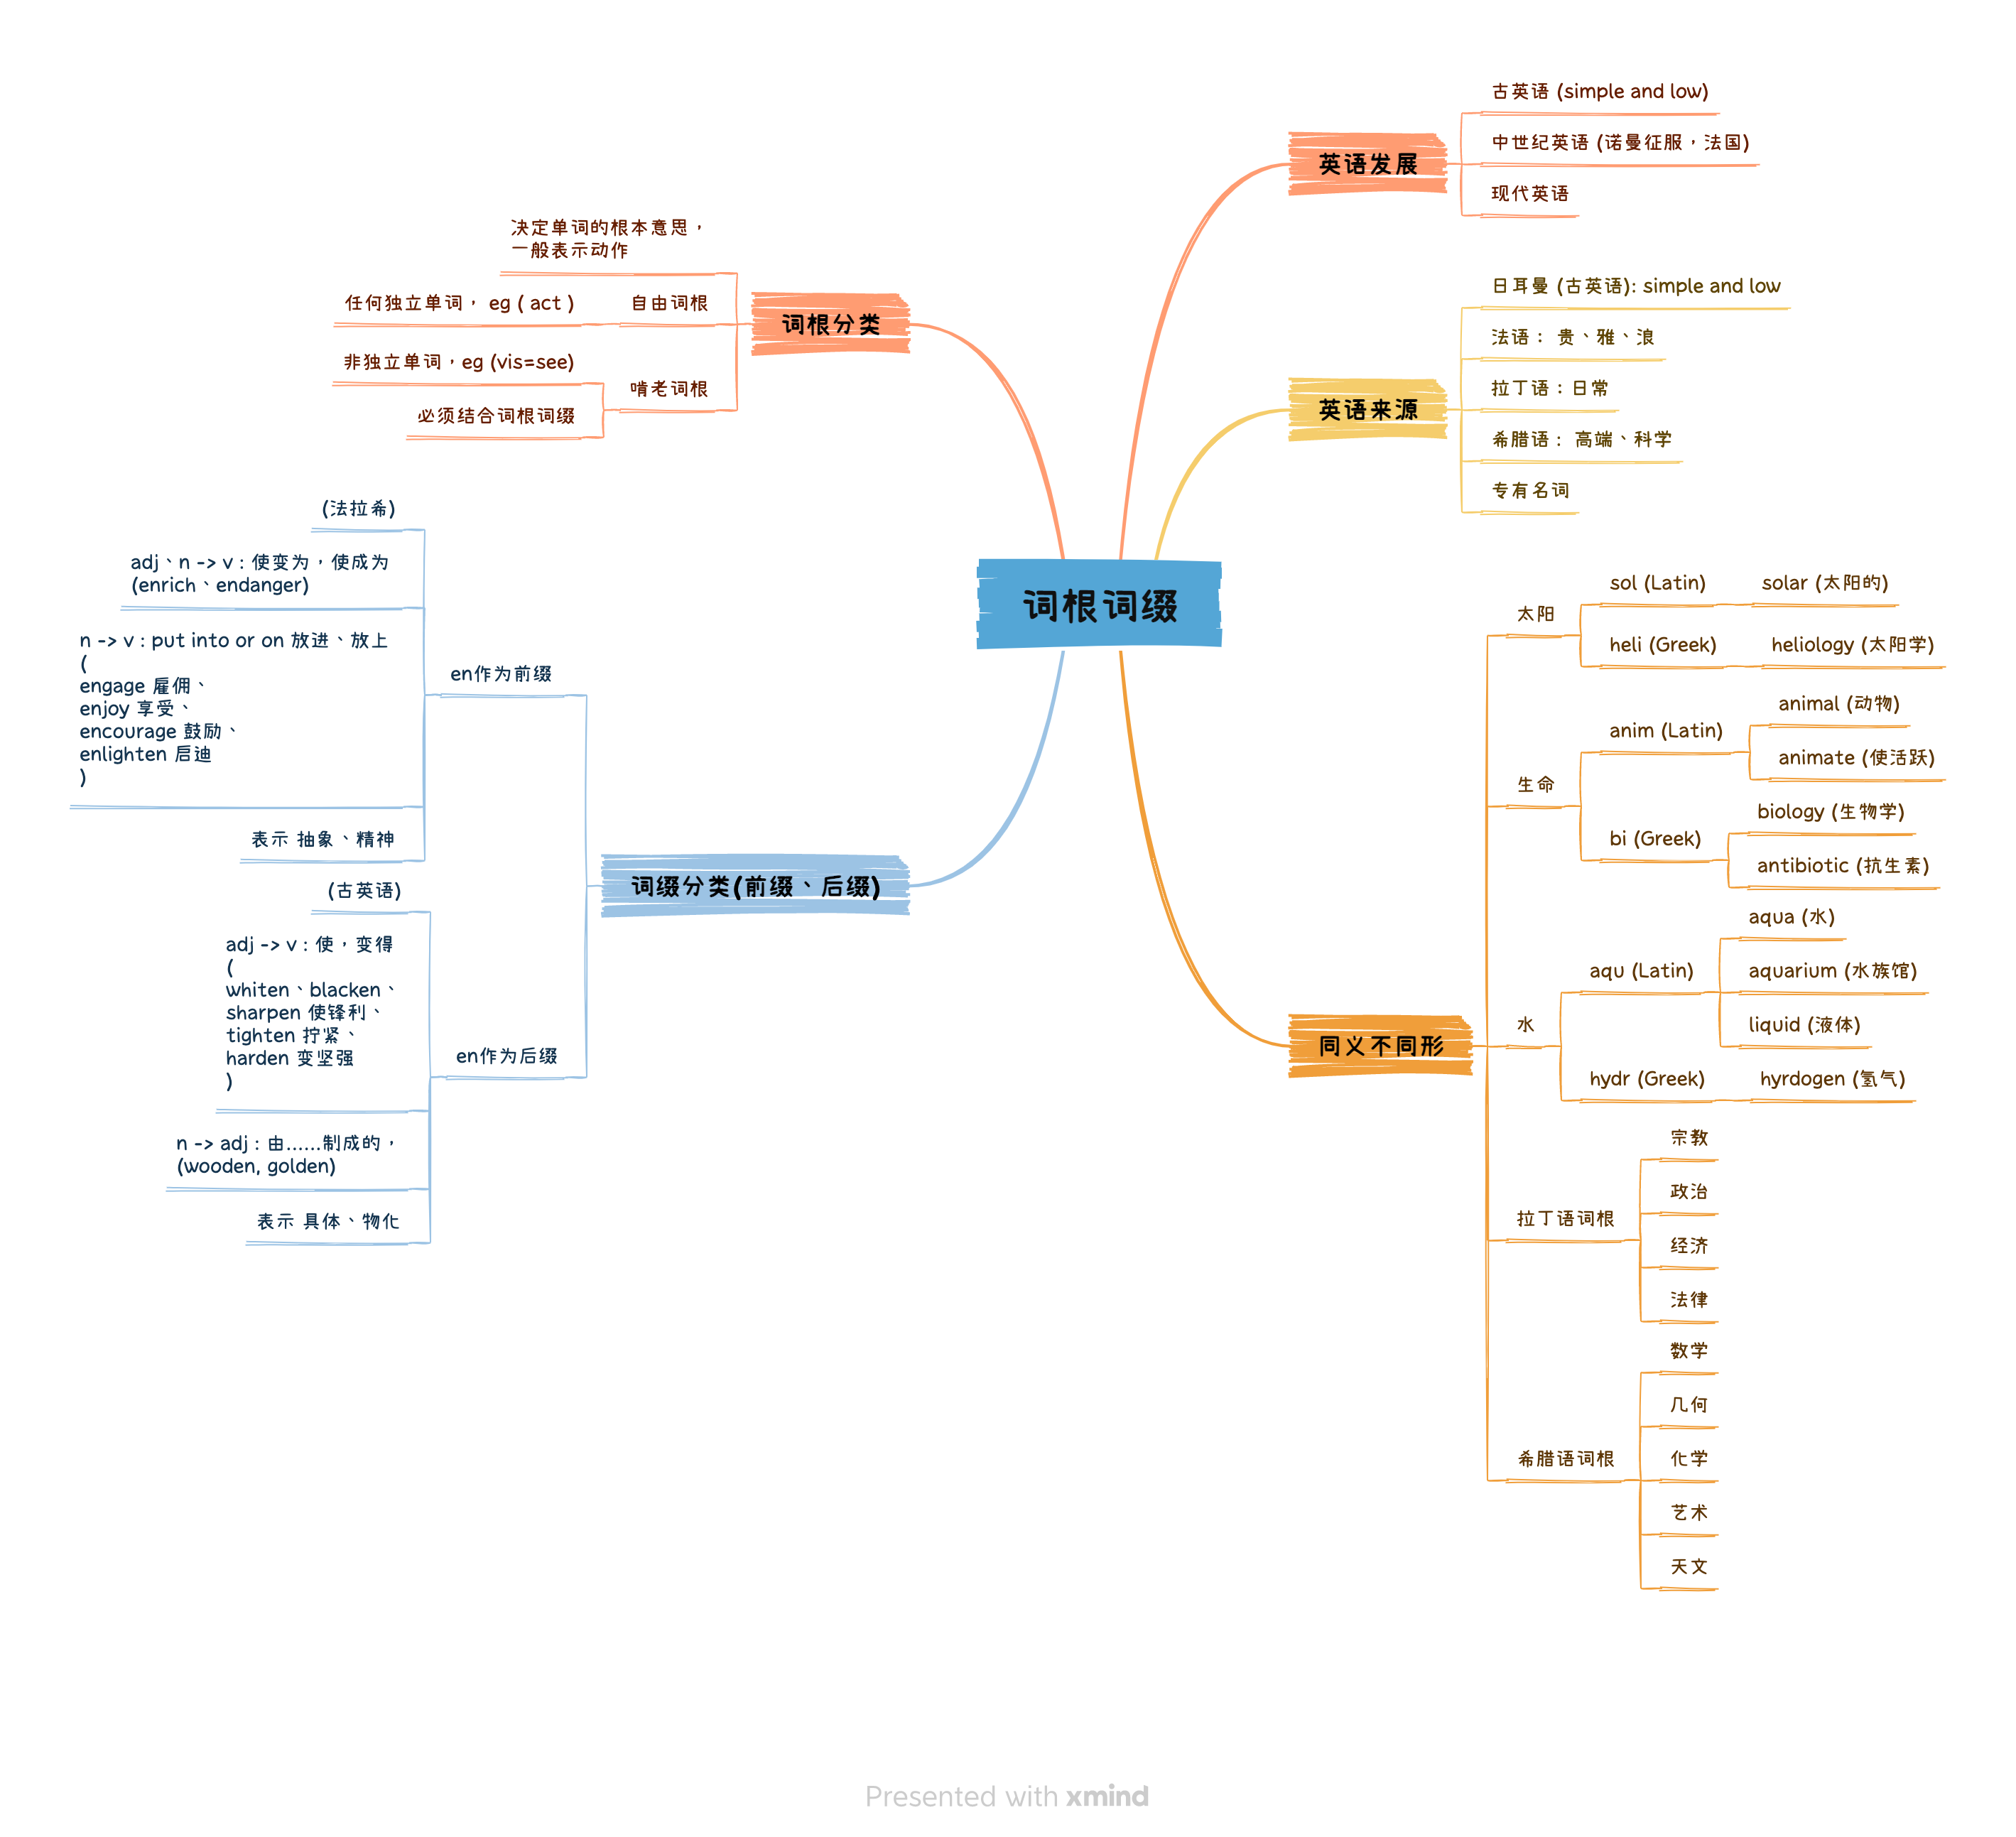 词根词缀
英语发展
古英语 (simple and low)
中世纪英语 (诺曼征服，法国)
现代英语
英语来源
日耳曼 (古英语): simple and low
法语： 贵、雅、浪
拉丁语：日常
希腊语： 高端、科学
专有名词
同义不同形
太阳
sol (Latin)
solar (太阳的)
heli (Greek)
heliology (太阳学)
生命
anim (Latin)
animal (动物)
animate (使活跃)
bi (Greek)
biology (生物学)
antibiotic (抗生素)
水
aqu (Latin)
aqua (水)
aquarium (水族馆)
liquid (液体)
hydr (Greek)
hyrdogen (氢气)
拉丁语词根
宗教
政治
经济
法律
希腊语词根
数学
几何
化学
艺术
天文
词根分类
决定单词的根本意思，
一般表示动作
自由词根
任何独立单词， eg ( act )
啃老词根
非独立单词，eg (vis=see)
必须结合词根词缀
词缀分类(前缀、后缀)
en作为前缀
(法拉希)
adj、n -> v : 使变为，使成为
(enrich、endanger)
n -> v : put into or on 放进、放上
(
engage 雇佣、
enjoy 享受、
encourage 鼓励、
enlighten 启迪
)
表示 抽象、精神
en作为后缀
(古英语)
adj -> v : 使，变得
(
whiten、blacken、
sharpen 使锋利、
tighten 拧紧、
harden 变坚强
)
n -> adj : 由......制成的，
(wooden, golden)
表示 具体、物化
Presented with xmind